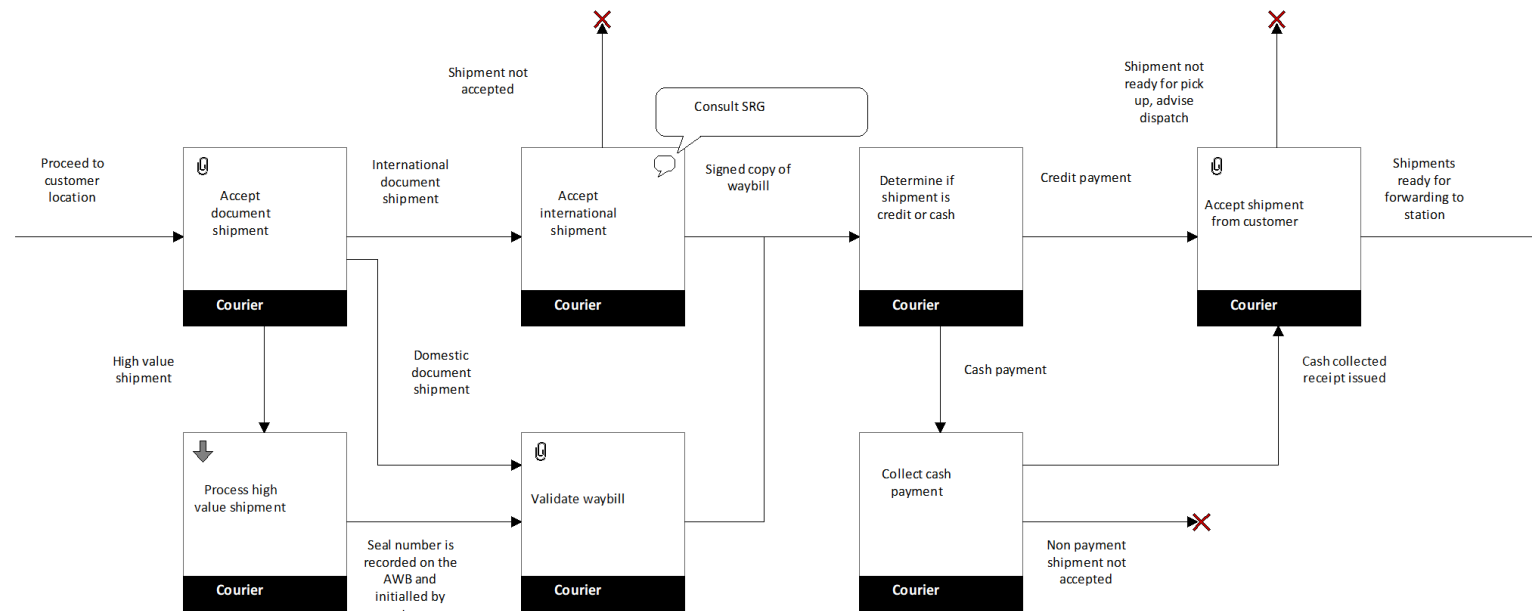 Shipment not
accepted
Consult SRG
Shipment not
ready for pick
up, advise
dispatch
Proceed to
customer
location
Accept
document
shipment
Courier
International
document
shipment
Accept
international
shipment
Courier
Signed copy of
waybill
Determine if
shipment is
credit or cash
Courier
Credit payment
Accept shipment
from customer
Courier
Shipments
ready for
forwarding to
station
High value
shipment
Domestic
document
shipment
Cash payment
Cash collected
receipt issued
Process high
value shipment
Courier
Seal number is
recorded on the
AWB and
initialled by
Validate waybill
Courier
Collect cash
payment
Courier
Non payment
shipment not
accepted